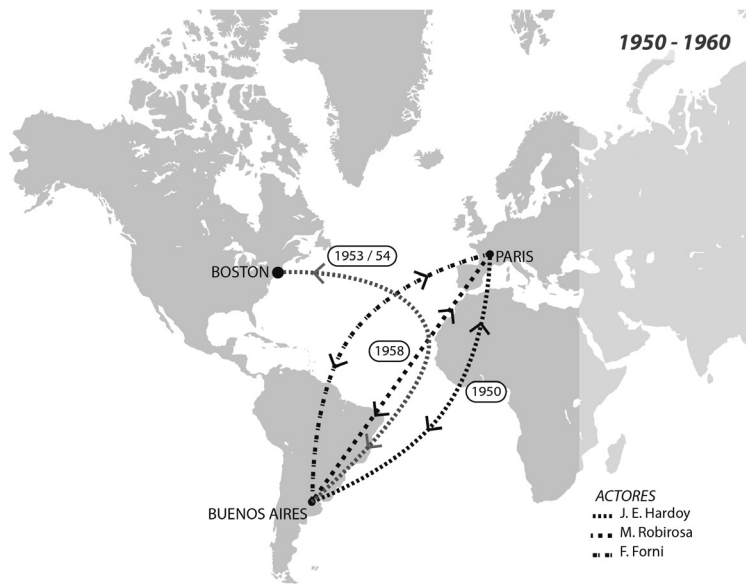 1950 - 1960
1953 / 54
BOSTON
PARIS
1958
1950
BUENOS AIRES
ACTORES
J. E. Hardoy
M. Robirosa
F. Forni